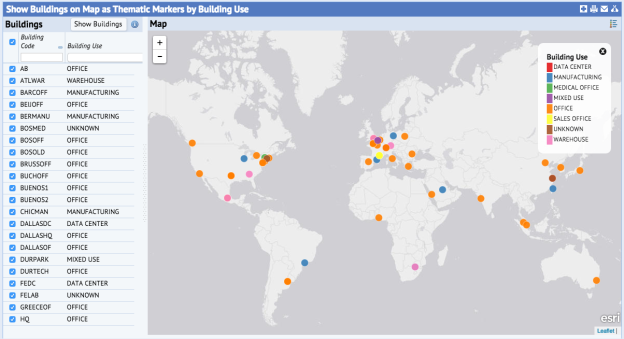 Show Buildings on Map as Thematic Markers by Building Use
Buildings
Show Buildings
Map
Building Code
Building Use
AB OFFICE
ATLWAR WAREHOUSE
BARCOFF MANUFACTURING
BEIJOFF OFFICE
BERMANU MANUFACTURING
BOSMED UNKNOWN
BOSOFF OFFICE
BOSOLD OFFICE
BRUSSOFF OFFICE
BUCHOFF OFFICE
BUENOS1 OFFICE
BUENOS2 OFFICE
CHICMAN MANUFACTURING
DALLASDC DATA CENTER
DALLASHQ OFFICE
DALLASOF OFFICE
DURPARK MIXED USE
DURTECH OFFICE
FEDC DATA CENTER
FELAB UNKNOWN
GREECEOF OFFICE
HQ OFFICE
+
−
Building Use
DATA CENTER
MANUFACTURING
MEDICAL OFFICE
MIXED USE
OFFICE
SALES OFFICE
UNKNOWN
WAREHOUSE
esri
Leaflet |